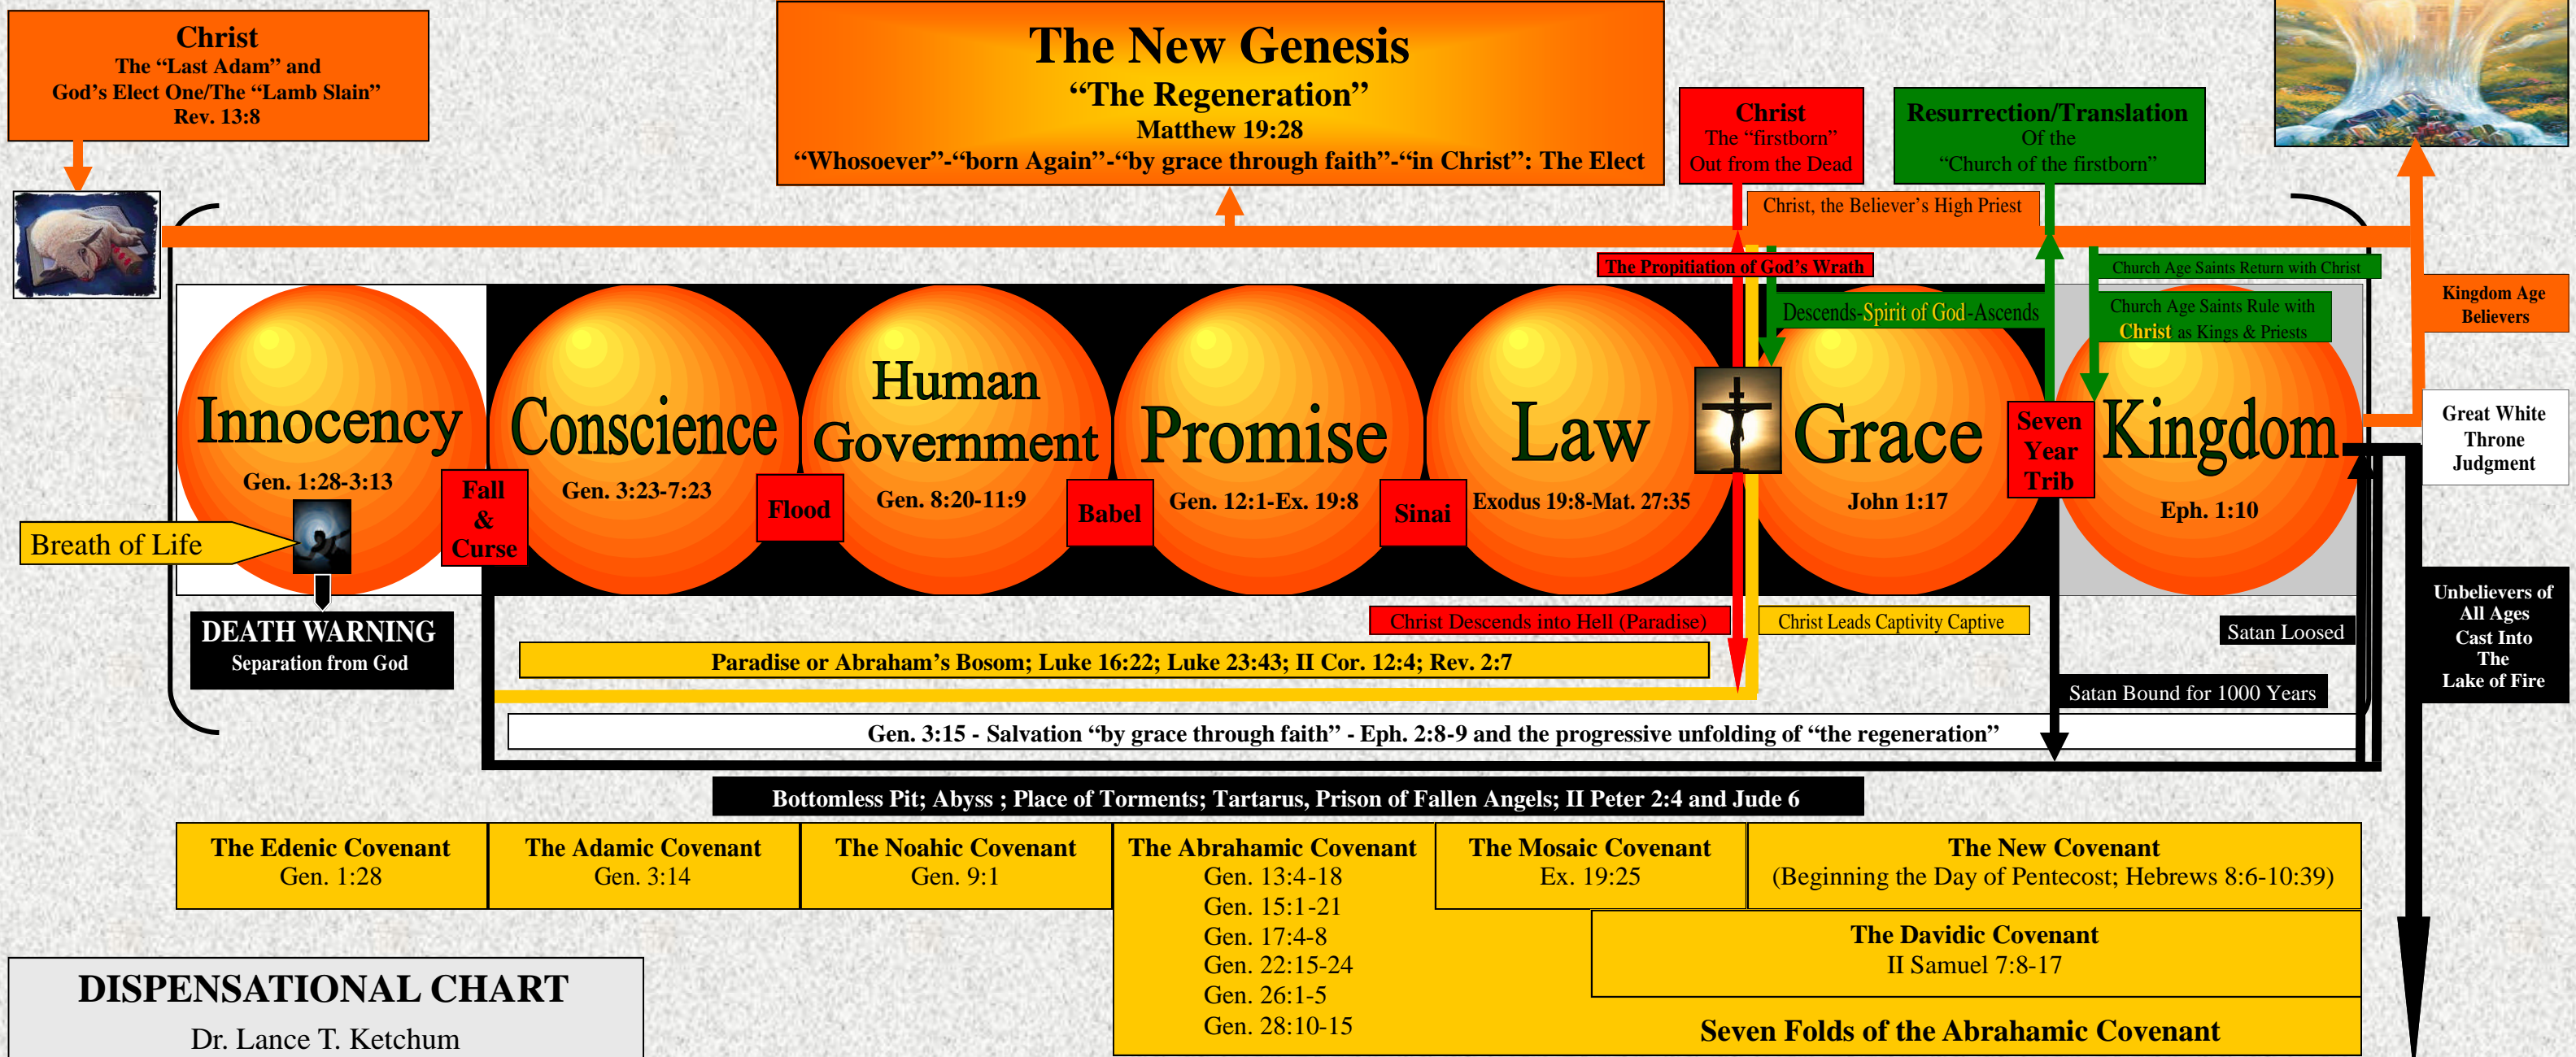 Christ
The “Last Adam” and
God’s Elect One/The “Lamb Slain”
Rev. 13:8
The New Genesis
“The Regeneration”
Matthew 19:28
“Whosoever”-“born Again”-“by grace through faith”-“in Christ”: The Elect
Christ
The “firstborn”
Out from the Dead
Resurrection/Translation
Of the
“Church of the firstborn”
Christ, the Believer’s High Priest
The Propitiation of God’s Wrath
Church Age Saints Return with Christ
Descends-Spirit of God-Ascends
Church Age Saints Rule with
Christ as Kings & Priests
Kingdom Age
Believers
Innocency
Gen. 1:28-3:13
Fall
&
Curse
Conscience
Gen. 3:23-7:23
Flood
Human
Government
Gen. 8:20-11:9
Babel
Promise
Gen. 12:1-Ex. 19:8
Sinai
Law
Exodus 19:8-Mat. 27:35
Grace
John 1:17
Seven
Year
Trib
Kingdom
Eph. 1:10
Great White
Throne
Judgment
Breath of Life
DEATH WARNING
Separation from God
Christ Descends into Hell (Paradise)
Christ Leads Captivity Captive
Satan Loosed
Unbelievers of
All Ages
Cast Into
The
Lake of Fire
Paradise or Abraham’s Bosom; Luke 16:22; Luke 23:43; II Cor. 12:4; Rev. 2:7
Satan Bound for 1000 Years
Gen. 3:15 - Salvation “by grace through faith” - Eph. 2:8-9 and the progressive unfolding of “the regeneration”
Bottomless Pit; Abyss ; Place of Torments; Tartarus, Prison of Fallen Angels; II Peter 2:4 and Jude 6
The Edenic Covenant
Gen. 1:28
The Adamic Covenant
Gen. 3:14
The Noahic Covenant
Gen. 9:1
The Abrahamic Covenant
Gen. 13:4-18
Gen. 15:1-21
Gen. 17:4-8
Gen. 22:15-24
Gen. 26:1-5
Gen. 28:10-15
The Mosaic Covenant
Ex. 19:25
The New Covenant
(Beginning the Day of Pentecost; Hebrews 8:6-10:39)
The Davidic Covenant
II Samuel 7:8-17
Seven Folds of the Abrahamic Covenant
DISPENSATIONAL CHART
Dr. Lance T. Ketchum